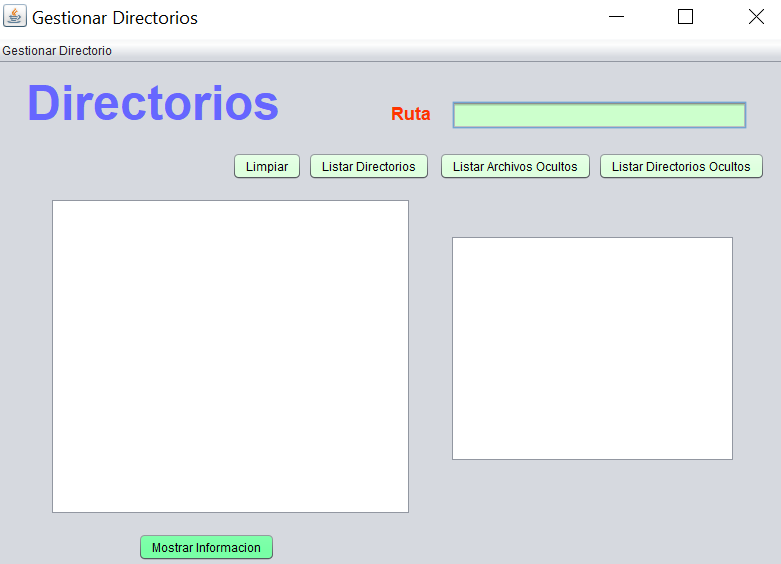 Gestionar Directorios
Gestionar Directorio
Directorios
Ruta
Limpiar
Listar Directorios
Listar Archivos Ocultos
Listar Directorios Ocultos
Mostrar Informacion